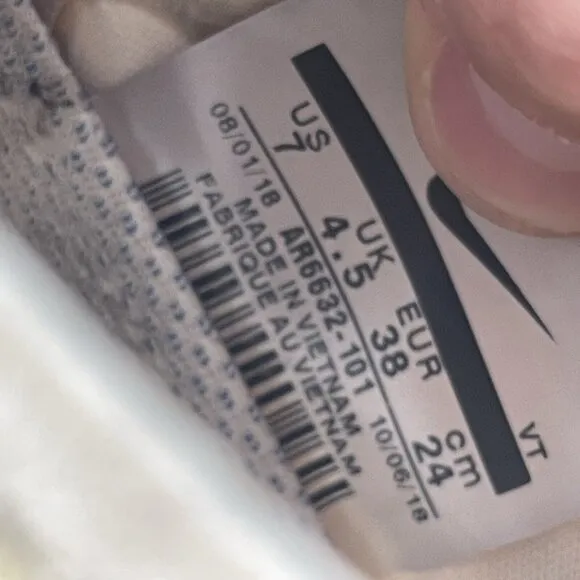 VT
US UK EUR cm
7 4.5 38 24
08/01/18 AR6632-101 10/06/18
MADE IN VIETNAM
FABRIQUE AU VIETNAM